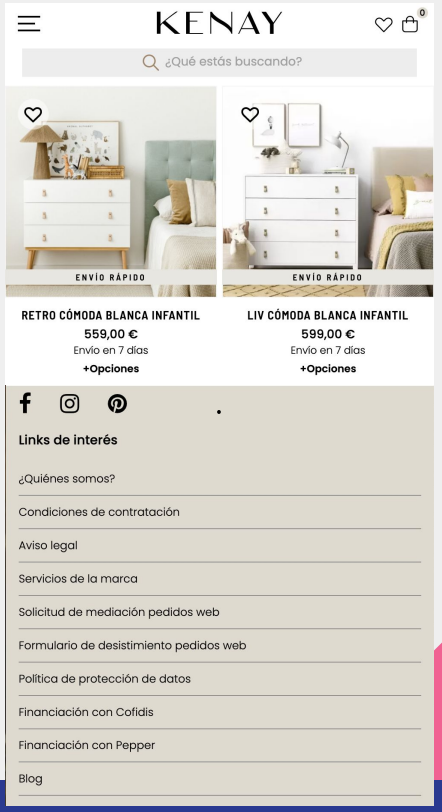 KENAY
0
¿Qué estás buscando?
ENVÍO RÁPIDO
ENVÍO RÁPIDO
RETRO CÓMODA BLANCA INFANTIL
559,00 €
Envío en 7 días
+Opciones
LIV CÓMODA BLANCA INFANTIL
599,00 €
Envío en 7 días
+Opciones
Links de interés
¿Quiénes somos?
Condiciones de contratación
Aviso legal
Servicios de la marca
Solicitud de mediación pedidos web
Formulario de desistimiento pedidos web
Política de protección de datos
Financiación con Cofidis
Financiación con Pepper
Blog